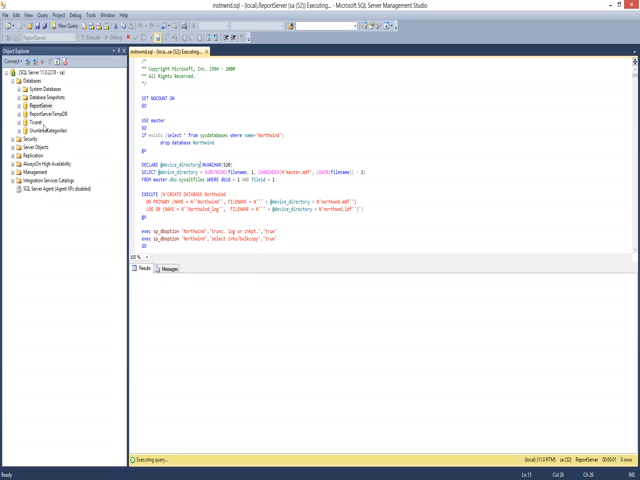 instnwnd.sql - (local).ReportServer (sa (52)) Executing... - Microsoft SQL Server Management Studio
File Edit View Query Project Debug Tools Window Help
New Query
ReportServer Execute Debug
Object Explorer
Connect
(SQL Server 11.0.2218 - sa)
Databases
System Databases
Database Snapshots
ReportServer
ReportServerTempDB
Ticaret
UrunlerveKategorileri
Security
Server Objects
Replication
AlwaysOn High Availability
Management
Integration Services Catalogs
SQL Server Agent (Agent XPs disabled)
instnwnd.sql - (loca...(sa (52)) Executing...
/*
** Copyright Microsoft, Inc. 1994 - 2000
** All Rights Reserved.
*/
SET NOCOUNT ON
GO
USE master
GO
if exists (select * from sysdatabases where name='Northwind')
drop database Northwind
go
DECLARE @device_directory NVARCHAR(520)
SELECT @device_directory = SUBSTRING(filename, 1, CHARINDEX(N'master.mdf', LOWER(filename)) - 1)
FROM master.dbo.sysaltfiles WHERE dbid = 1 AND fileid = 1
EXECUTE (N'CREATE DATABASE Northwind
ON PRIMARY (NAME = N''Northwind'', FILENAME = N''' + @device_directory + N'northwnd.mdf'')
LOG ON (NAME = N''Northwind_log'', FILENAME = N''' + @device_directory + N'northwnd.ldf'')')
go
exec sp_dboption 'Northwind','trunc. log on chkpt.','true'
exec sp_dboption 'Northwind','select into/bulkcopy','true'
GO
100 %
Results Messages
Executing query... (local) (11.0 RTM) sa (52) ReportServer 00:00:01 0 rows
Ready Ln 15 Col 26 Ch 26 INS